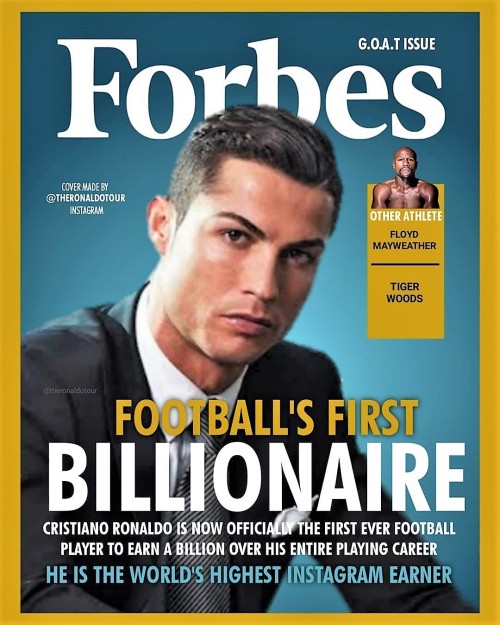 G.O.A.T ISSUE
Forbes
COVER MADE BY
@THERONALDOTOUR
INSTAGRAM
OTHER ATHLETE
FLOYD
MAYWEATHER
TIGER
WOODS
@theronaldotour
FOOTBALL'S FIRST
BILLIONAIRE
CRISTIANO RONALDO IS NOW OFFICIALLY THE FIRST EVER FOOTBALL
PLAYER TO EARN A BILLION OVER HIS ENTIRE PLAYING CAREER
HE IS THE WORLD'S HIGHEST INSTAGRAM EARNER